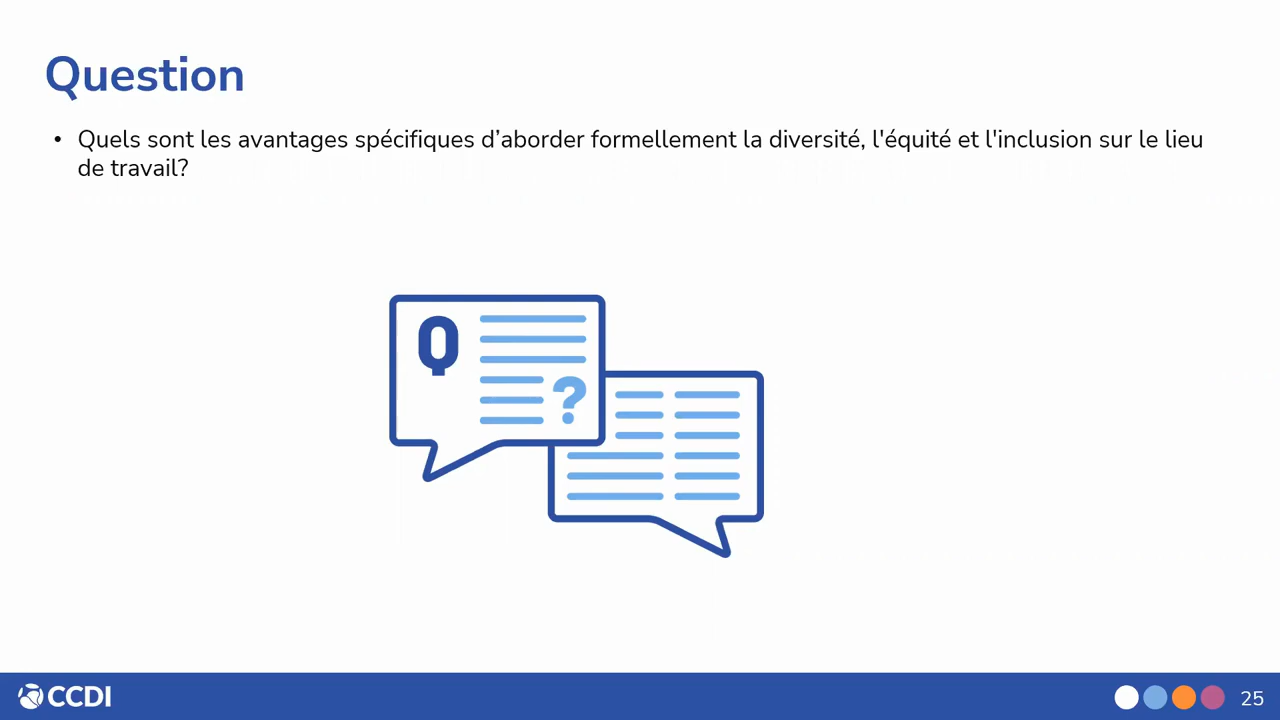 Question
• Quels sont les avantages spécifiques d’aborder formellement la diversité, l'équité et l'inclusion sur le lieu
de travail?
Q
?
CCDI
25